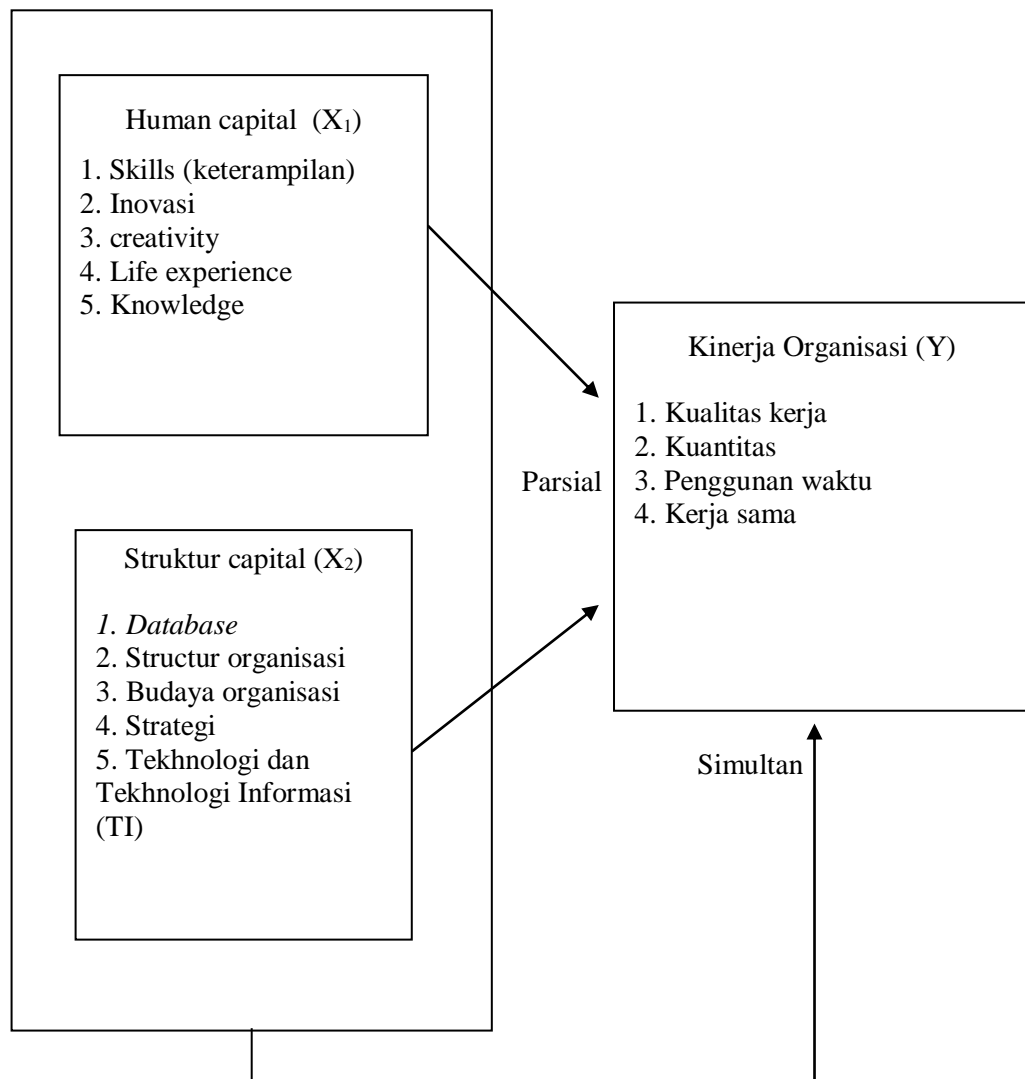 Human capital (X₁)
1. Skills (keterampilan)
2. Inovasi
3. creativity
4. Life experience
5. Knowledge
Kinerja Organisasi (Y)
1. Kualitas kerja
2. Kuantitas
3. Penggunan waktu
4. Kerja sama
Parsial
Struktur capital (X₂)
1. Database
2. Structur organisasi
3. Budaya organisasi
4. Strategi
5. Tekhnologi dan
Tekhnologi Informasi
(TI)
Simultan